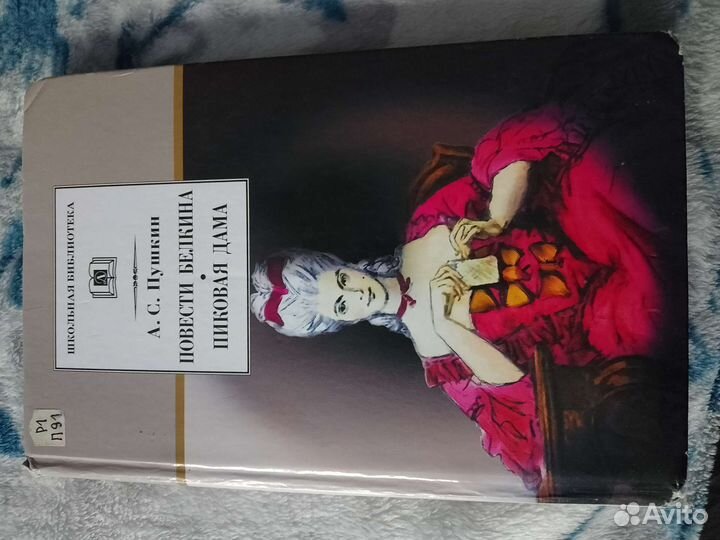 ШКОЛЬНАЯ БИБЛИОТЕКА
А. С. Пушкин
ПОВЕСТИ БЕЛКИНА
•
ПИКОВАЯ ДАМА
Р1
П91
Avito